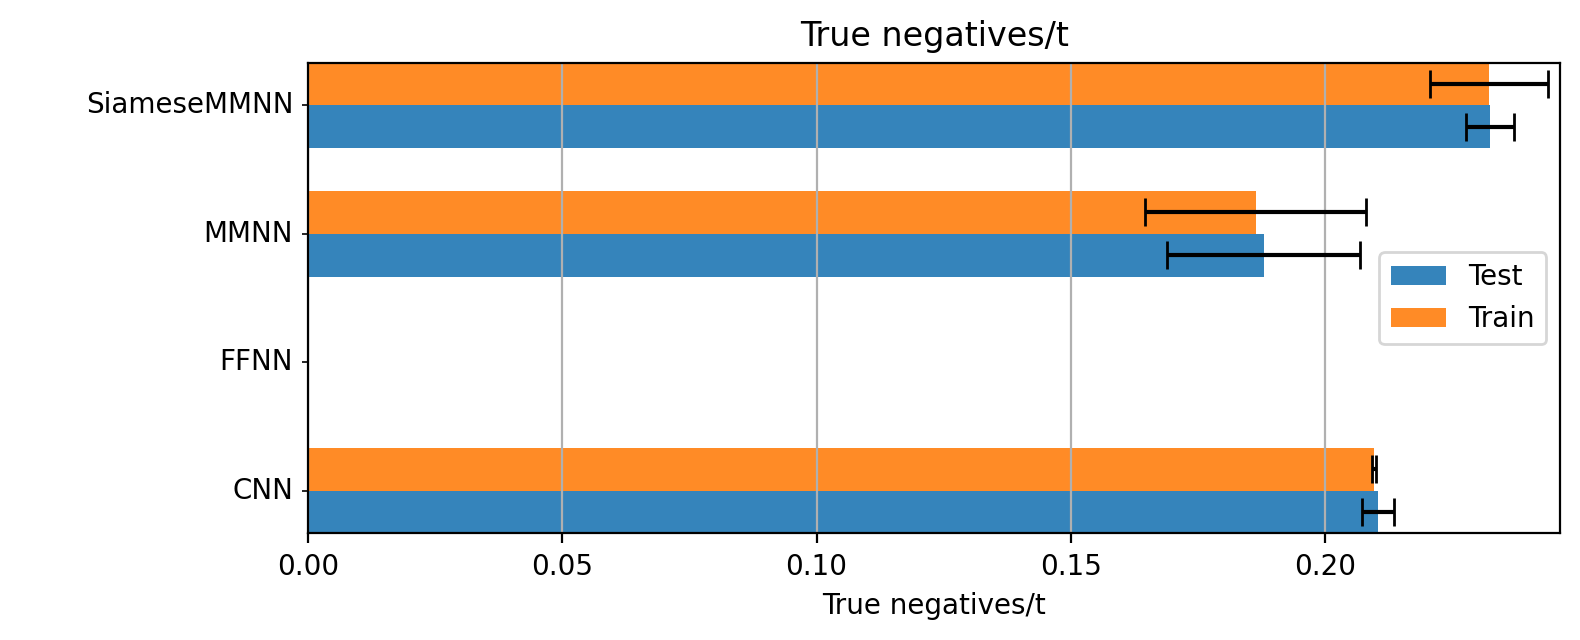 True negatives/t
SiameseMMNN
MMNN
FFNN
CNN
Test
Train
0.00 0.05 0.10 0.15 0.20
True negatives/t